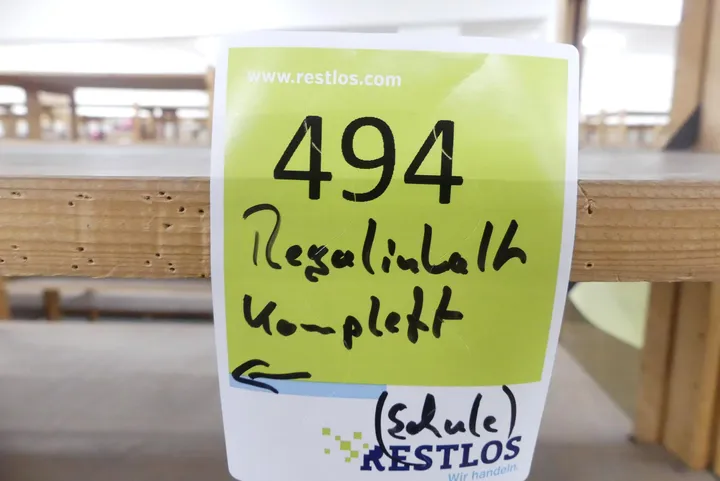 www.restlos.com
494
Regalinhalt
Komplett
(Schule)
RESTLOS
Wir handeln.